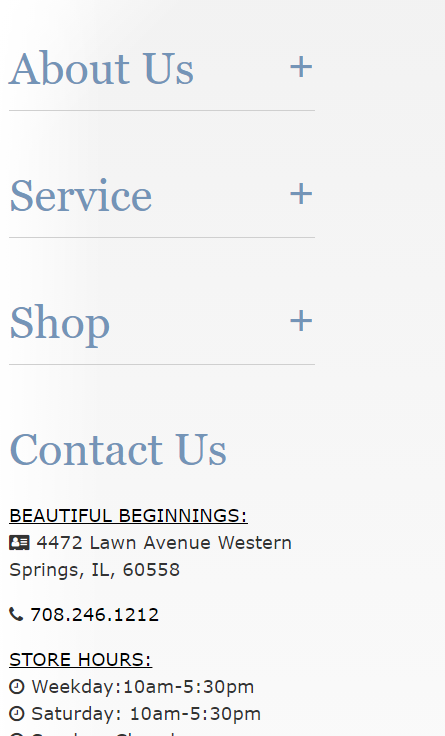 About Us +
Service +
Shop +
Contact Us
BEAUTIFUL BEGINNINGS:
4472 Lawn Avenue Western
Springs, IL, 60558
708.246.1212
STORE HOURS:
Weekday:10am-5:30pm
Saturday: 10am-5:30pm